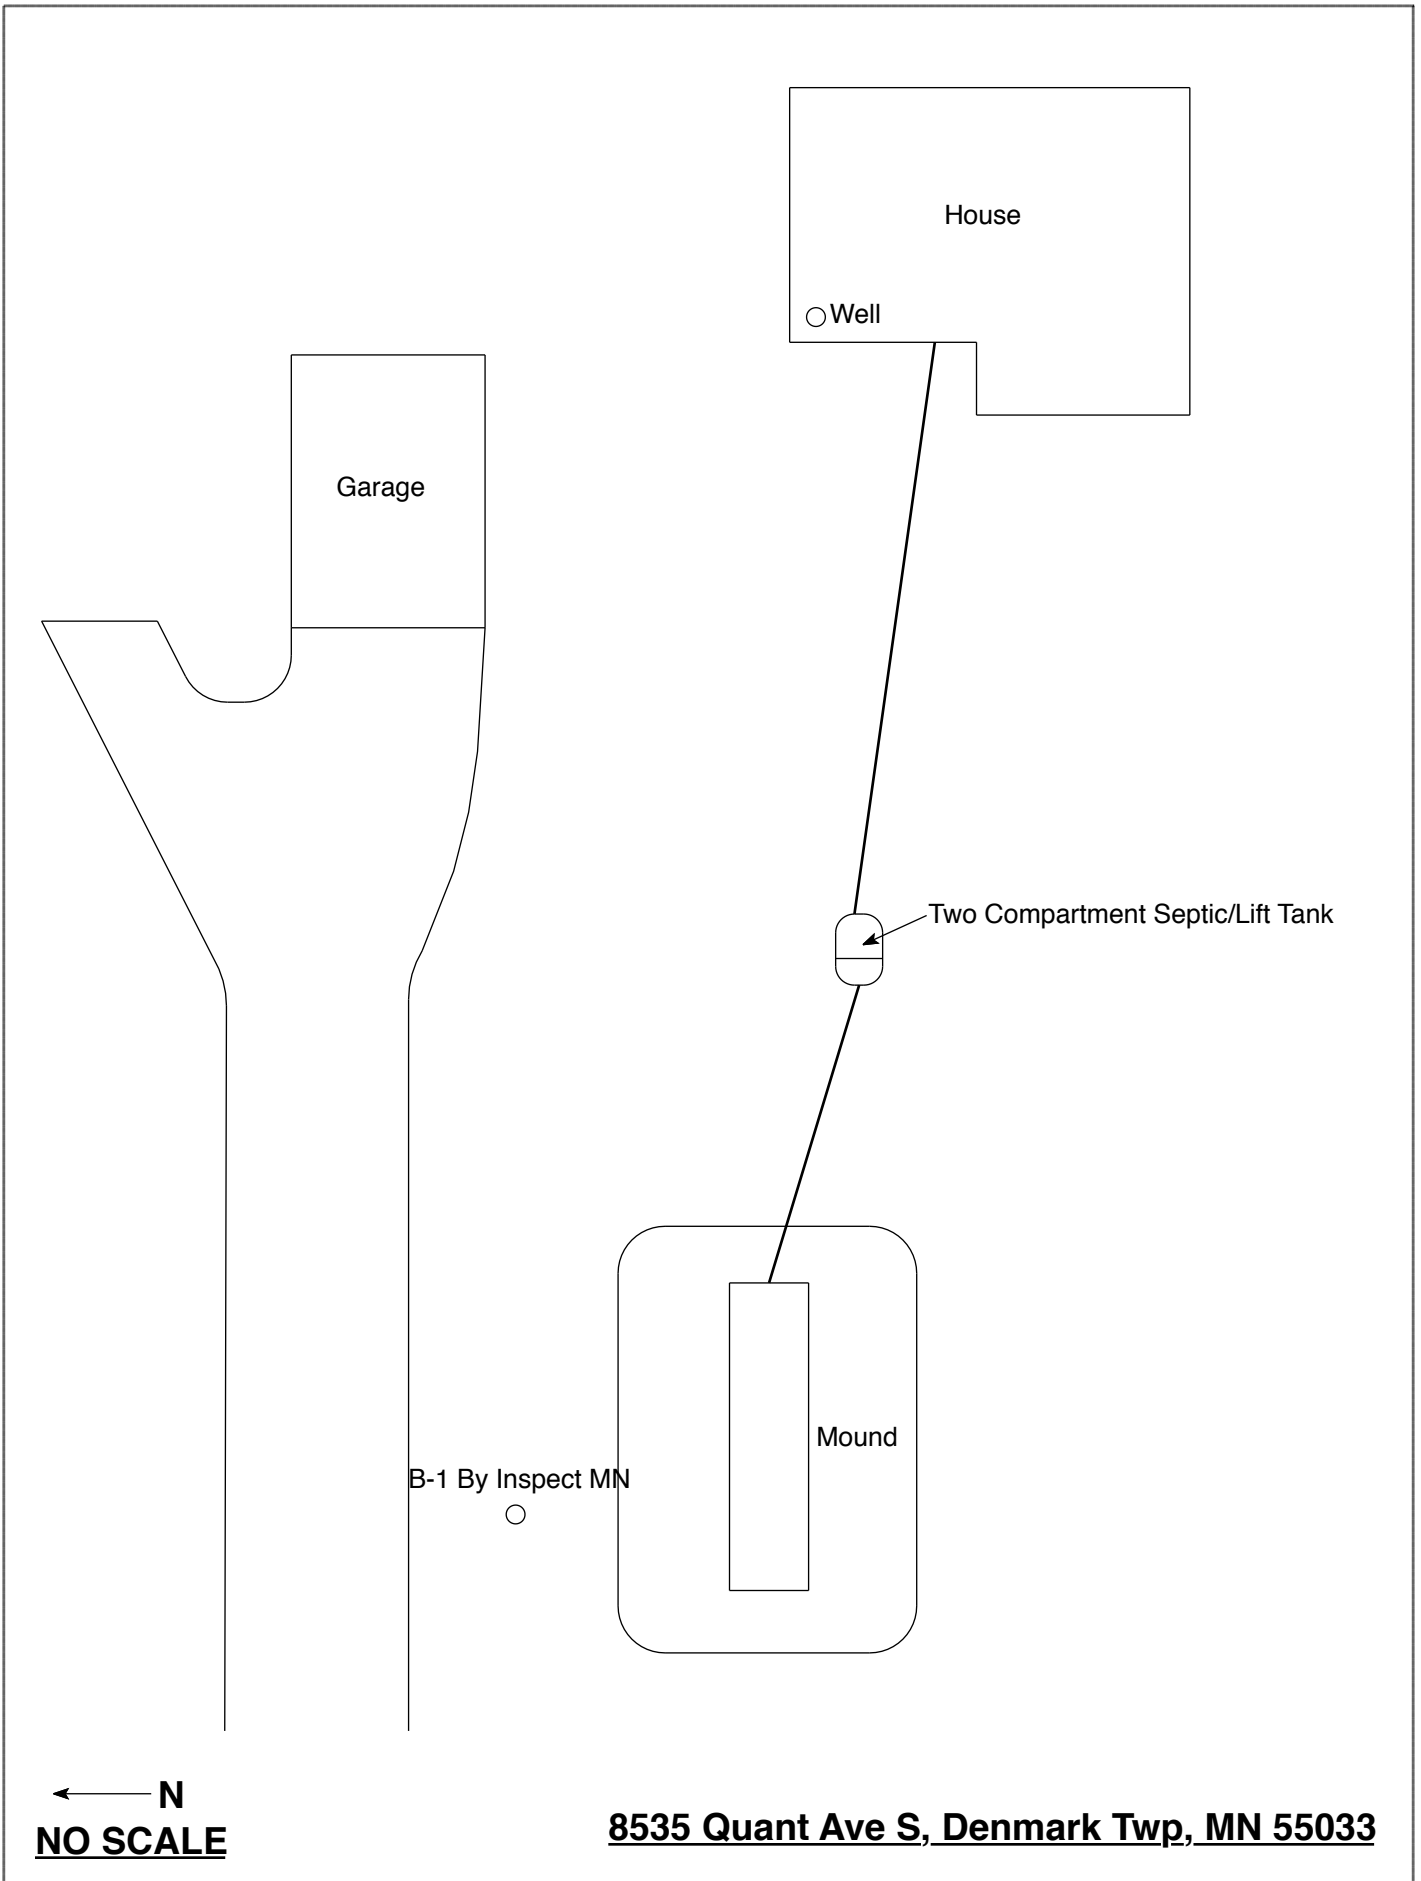 House
Well
Garage
Two Compartment Septic/Lift Tank
Mound
B-1 By Inspect MN
N
NO SCALE
8535 Quant Ave S, Denmark Twp, MN 55033